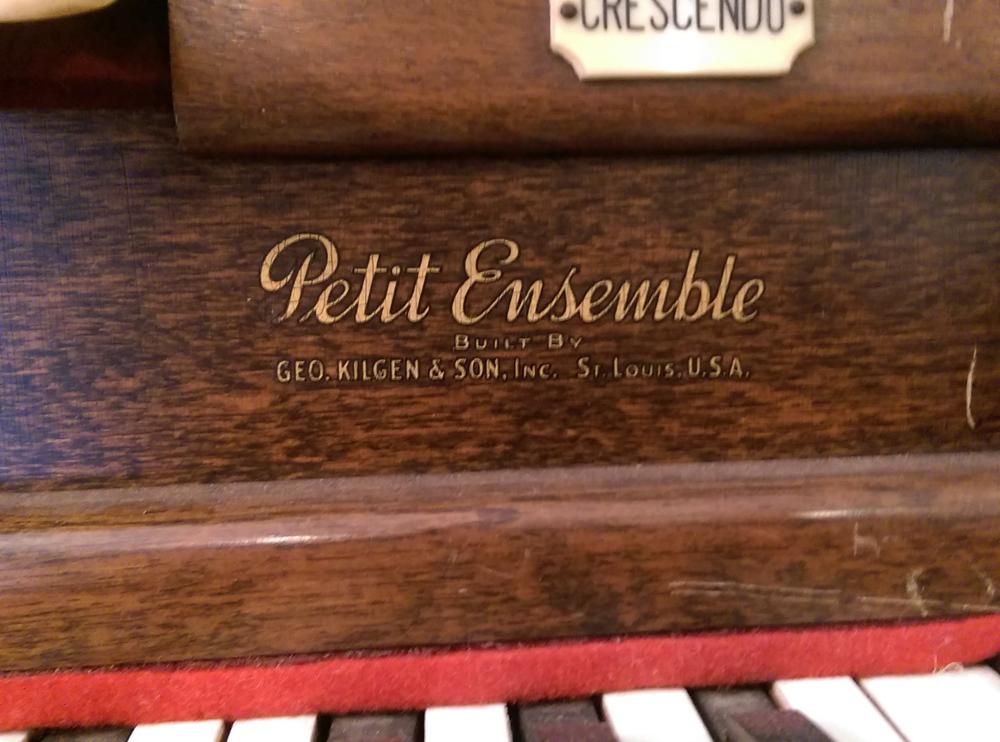 CRESCENDO
Petit Ensemble
BUILT BY
GEO. KILGEN & SON, INC. ST. LOUIS, U.S.A.